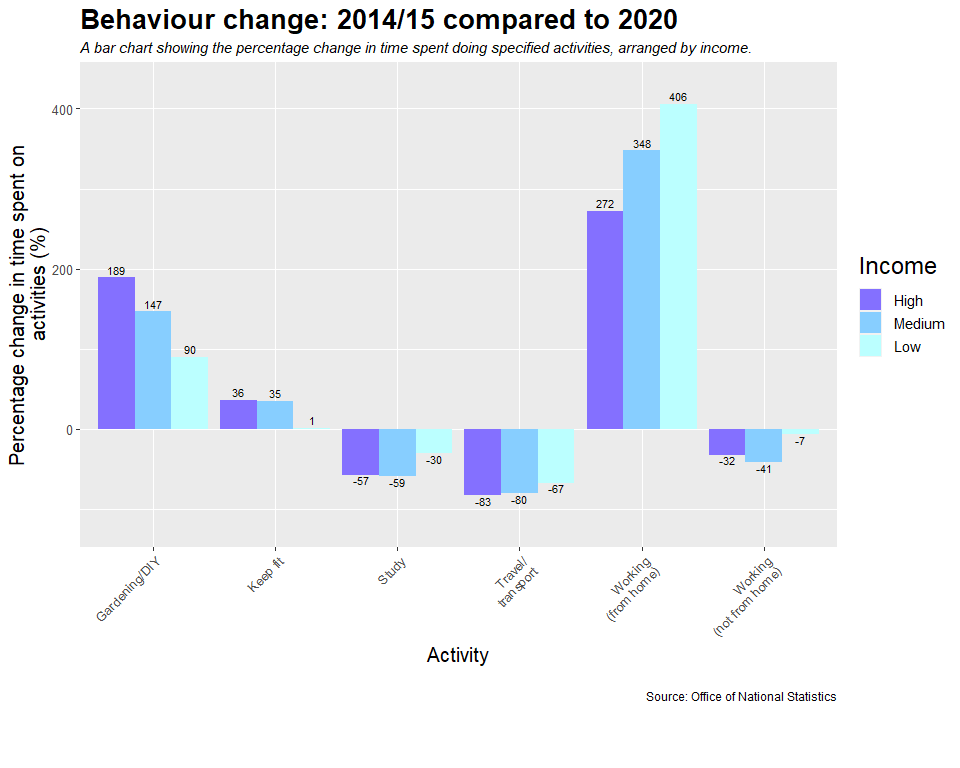 Behaviour change: 2014/15 compared to 2020
A bar chart showing the percentage change in time spent doing specified activities, arranged by income.
Percentage change in time spent on
activities (%)
400
200
0
189
147
90
36
35
1
-57
-59
-30
-83
-80
-67
272
348
406
-32
-41
-7
Gardening/DIY
Keep fit
Study
Travel/
transport
Working
(from home)
Working
(not from home)
Activity
Income
High
Medium
Low
Source: Office of National Statistics